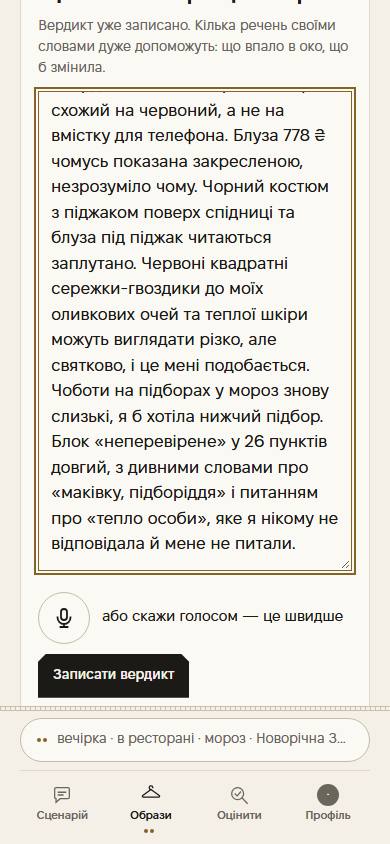 Вердикт уже записано. Кілька речень своїми
словами дуже допоможуть: що впало в око, що
б змінила.
схожий на червоний, а не на
вмістку для телефона. Блуза 778 ₴
чомусь показана закресленою,
незрозуміло чому. Чорний костюм
з піджаком поверх спідниці та
блуза під піджак читаються
заплутано. Червоні квадратні
сережки-гвоздики до моїх
оливкових очей та теплої шкіри
можуть виглядати різко, але
святково, і це мені подобається.
Чоботи на підборах у мороз знову
слизькі, я б хотіла нижчий підбор.
Блок «неперевірене» у 26 пунктів
довгий, з дивними словами про
«маківку, підборіддя» і питанням
про «тепло особи», яке я нікому не
відповідала й мене не питали.
або скажи голосом — це швидше
Записати вердикт
вечірка · в ресторані · мороз · Новорічна З...
Сценарій
Образи
Оцінити
Профіль